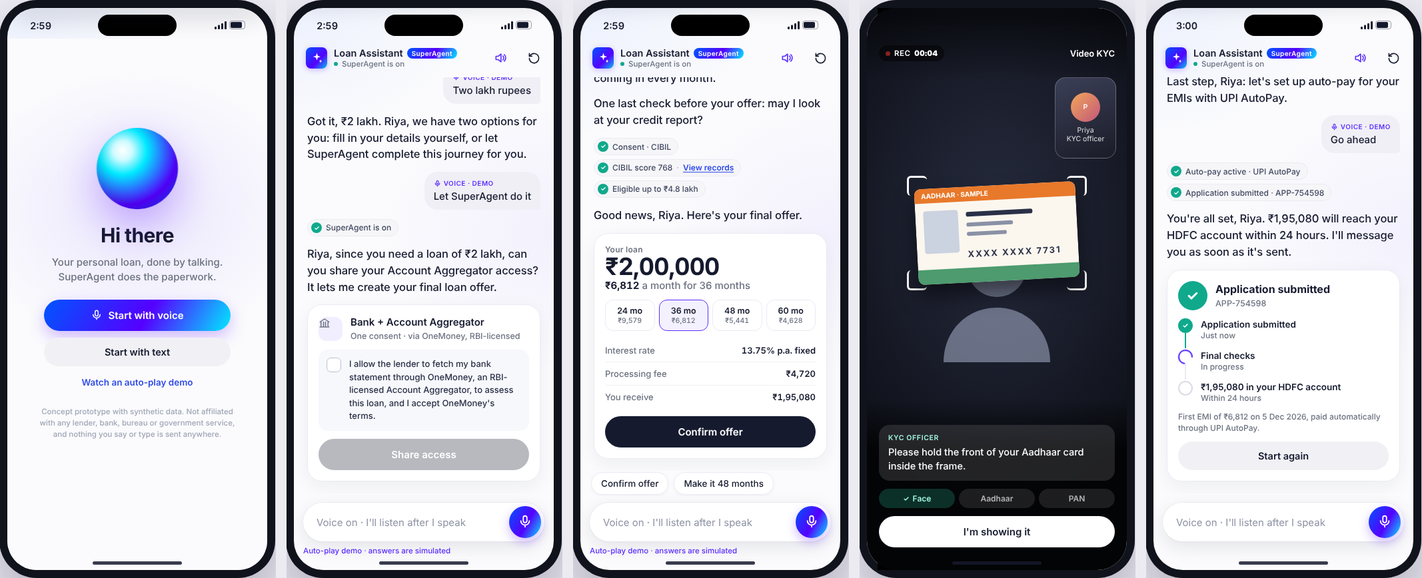 2:59
Hi there
Your personal loan, done by talking.
SuperAgent does the paperwork.
Start with voice
Start with text
Watch an auto-play demo
Concept prototype with synthetic data. Not affiliated
with any lender, bank, bureau or government service,
and nothing you say or type is sent anywhere.
2:59
Loan Assistant SuperAgent
SuperAgent is on
VOICE · DEMO
Two lakh rupees
Got it, ₹2 lakh. Riya, we have two options for
you: fill in your details yourself, or let
SuperAgent complete this journey for you.
VOICE · DEMO
Let SuperAgent do it
SuperAgent is on
Riya, since you need a loan of ₹2 lakh, can
you share your Account Aggregator access?
It lets me create your final loan offer.
Bank + Account Aggregator
One consent · via OneMoney, RBI-licensed
I allow the lender to fetch my bank
statement through OneMoney, an RBI-
licensed Account Aggregator, to assess
this loan, and I accept OneMoney's
terms.
Share access
Voice on · I'll listen after I speak
Auto-play demo · answers are simulated
2:59
Loan Assistant SuperAgent
SuperAgent is on
coming in every month.
One last check before your offer: may I look
at your credit report?
Consent · CIBIL
CIBIL score 768 · View records
Eligible up to ₹4.8 lakh
Good news, Riya. Here's your final offer.
Your loan
₹2,00,000
₹6,812 a month for 36 months
24 mo 36 mo 48 mo 60 mo
₹9,579 ₹6,812 ₹5,441 ₹4,628
Interest rate 13.75% p.a. fixed
Processing fee ₹4,720
You receive ₹1,95,080
Confirm offer
Confirm offer Make it 48 months
Voice on · I'll listen after I speak
Auto-play demo · answers are simulated
REC 00:04 Video KYC
P
Priya
KYC officer
AADHAAR · SAMPLE
XXXX XXXX 7731
KYC OFFICER
Please hold the front of your Aadhaar card
inside the frame.
Face Aadhaar PAN
I'm showing it
3:00
Loan Assistant SuperAgent
SuperAgent is on
Last step, Riya: let's set up auto-pay for your
EMIs with UPI AutoPay.
VOICE · DEMO
Go ahead
Auto-pay active · UPI AutoPay
Application submitted · APP-754598
You're all set, Riya. ₹1,95,080 will reach your
HDFC account within 24 hours. I'll message
you as soon as it's sent.
Application submitted
APP-754598
Application submitted
Just now
Final checks
In progress
₹1,95,080 in your HDFC account
Within 24 hours
First EMI of ₹6,812 on 5 Dec 2026, paid automatically
through UPI AutoPay.
Start again
Voice on · I'll listen after I speak